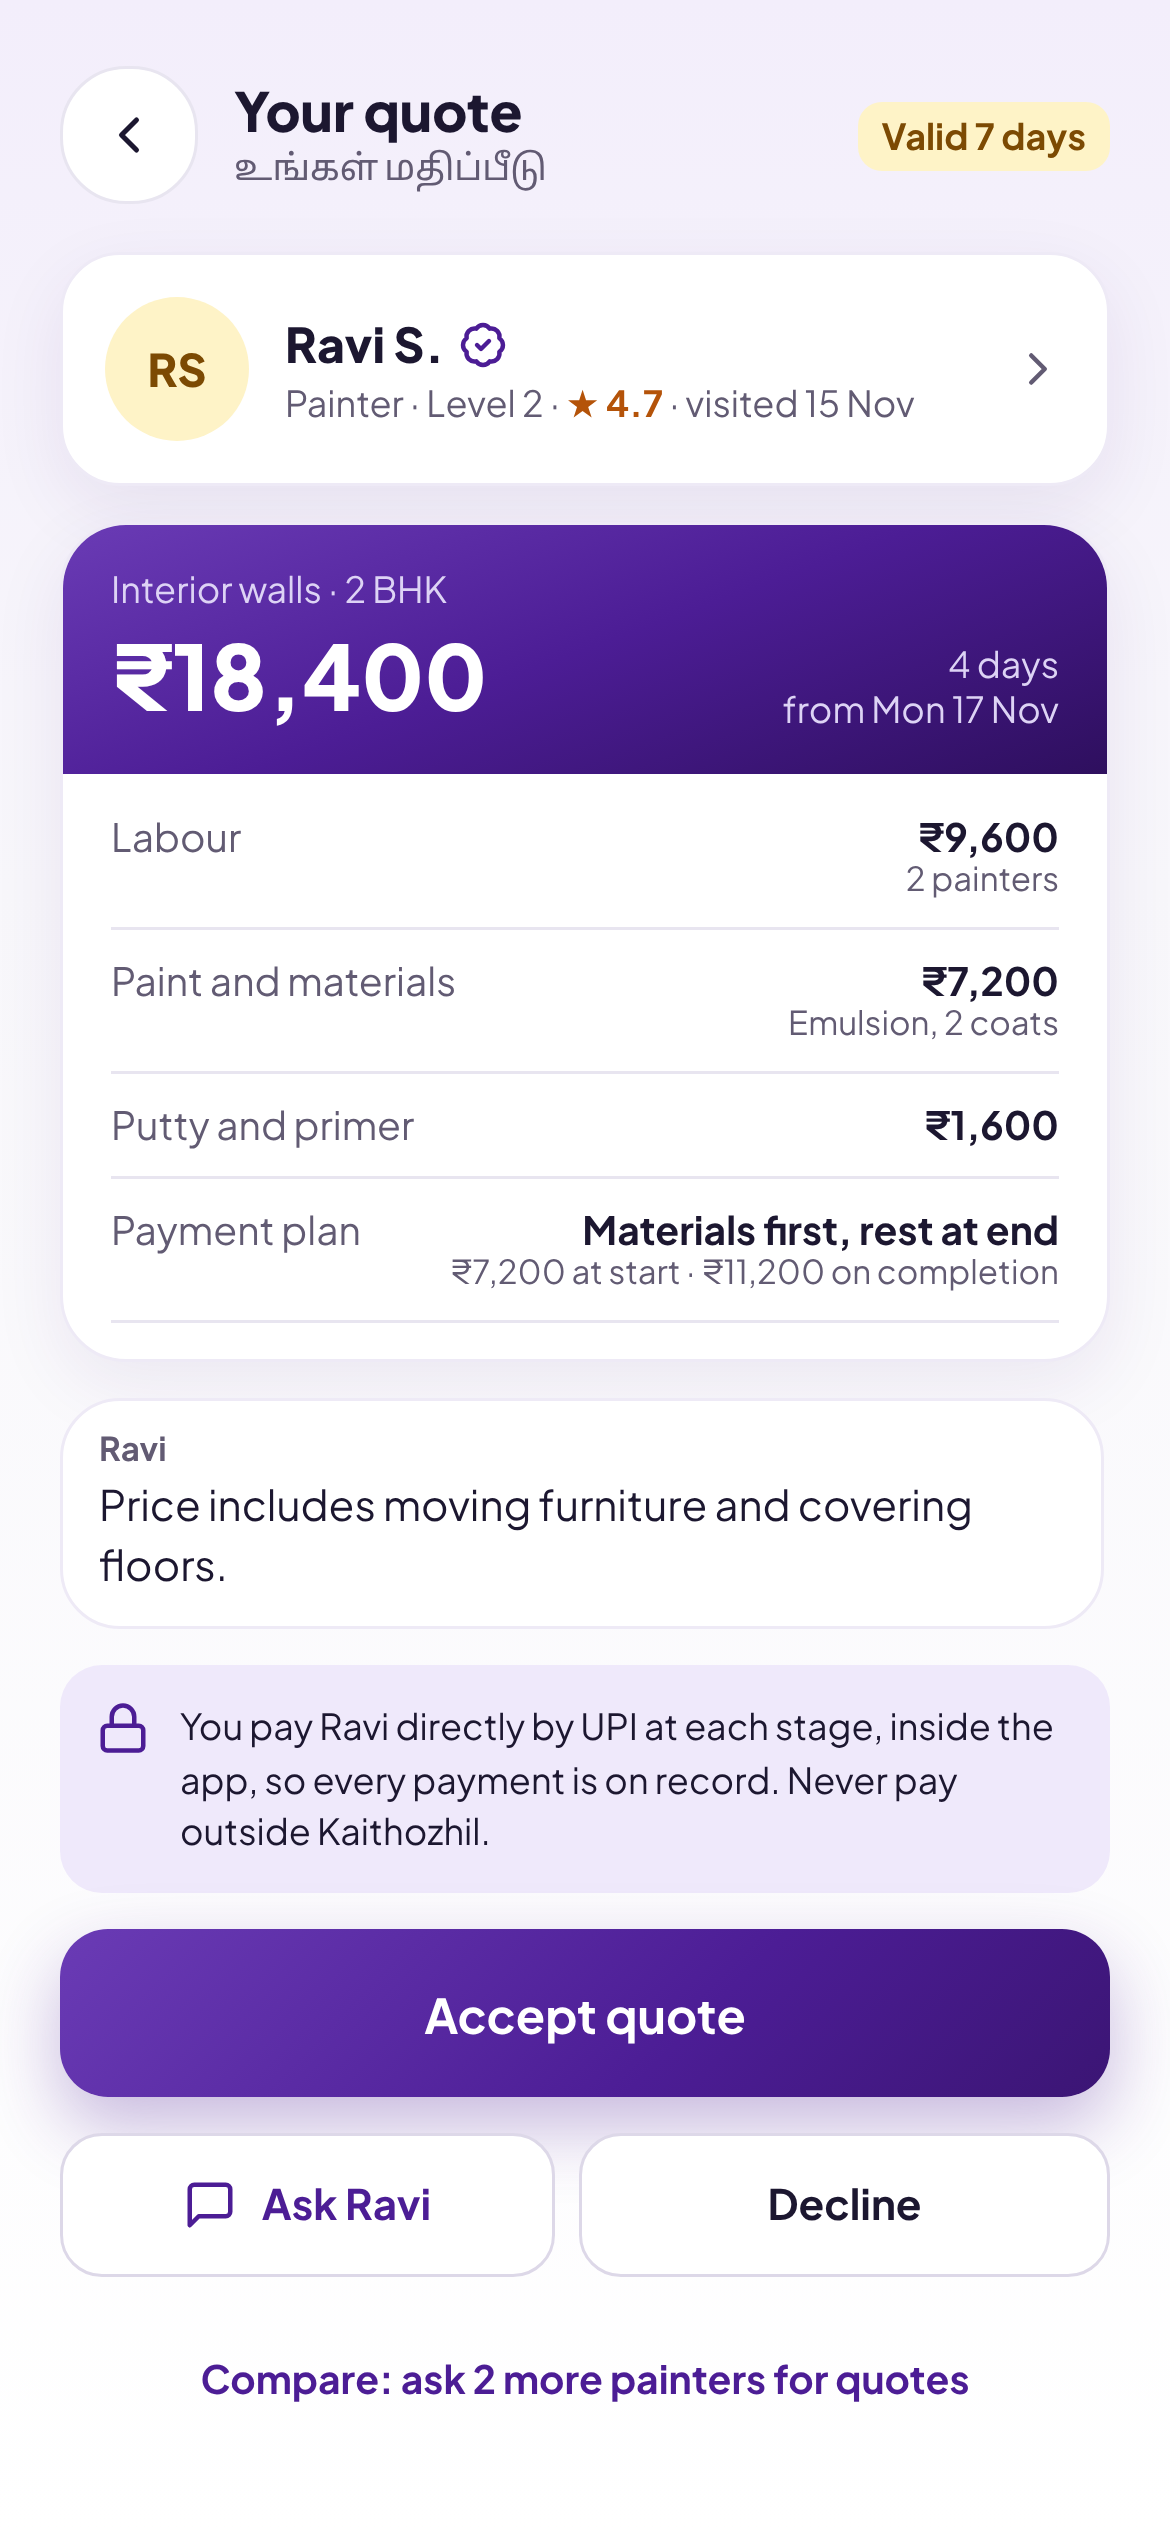 Your quote
உங்கள் மதிப்பீடு
Valid 7 days
RS
Ravi S.
Painter · Level 2 · ★ 4.7 · visited 15 Nov
Interior walls · 2 BHK
₹18,400
4 days
from Mon 17 Nov
Labour
₹9,600
2 painters
Paint and materials
₹7,200
Emulsion, 2 coats
Putty and primer
₹1,600
Payment plan
Materials first, rest at end
₹7,200 at start · ₹11,200 on completion
Ravi
Price includes moving furniture and covering
floors.
You pay Ravi directly by UPI at each stage, inside the
app, so every payment is on record. Never pay
outside Kaithozhil.
Accept quote
Ask Ravi
Decline
Compare: ask 2 more painters for quotes